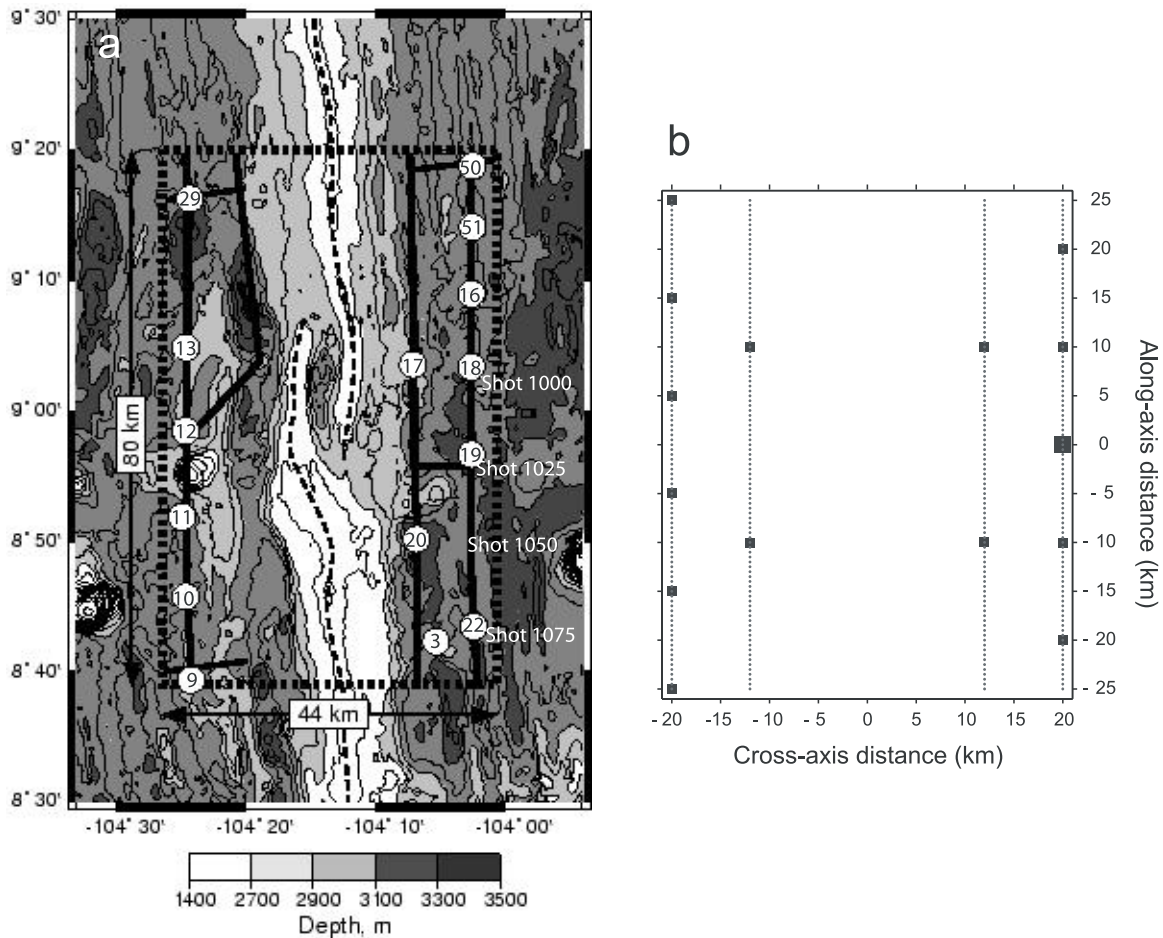 a
9° 30'
9° 20'
9° 10'
9° 00'
8° 50'
8° 40'
8° 30'
-104° 30'
-104° 20'
-104° 10'
-104° 00'
29
50
51
16
13
17
18
Shot 1000
12
19
Shot 1025
11
20
Shot 1050
10
22
Shot 1075
3
9
80 km
44 km
1400 2700 2900 3100 3300 3500
Depth, m
b
25
20
15
10
5
0
- 5
- 10
- 15
- 20
- 25
Along-axis distance (km)
- 20 -15 -10 - 5 0 5 10 15 20
Cross-axis distance (km)